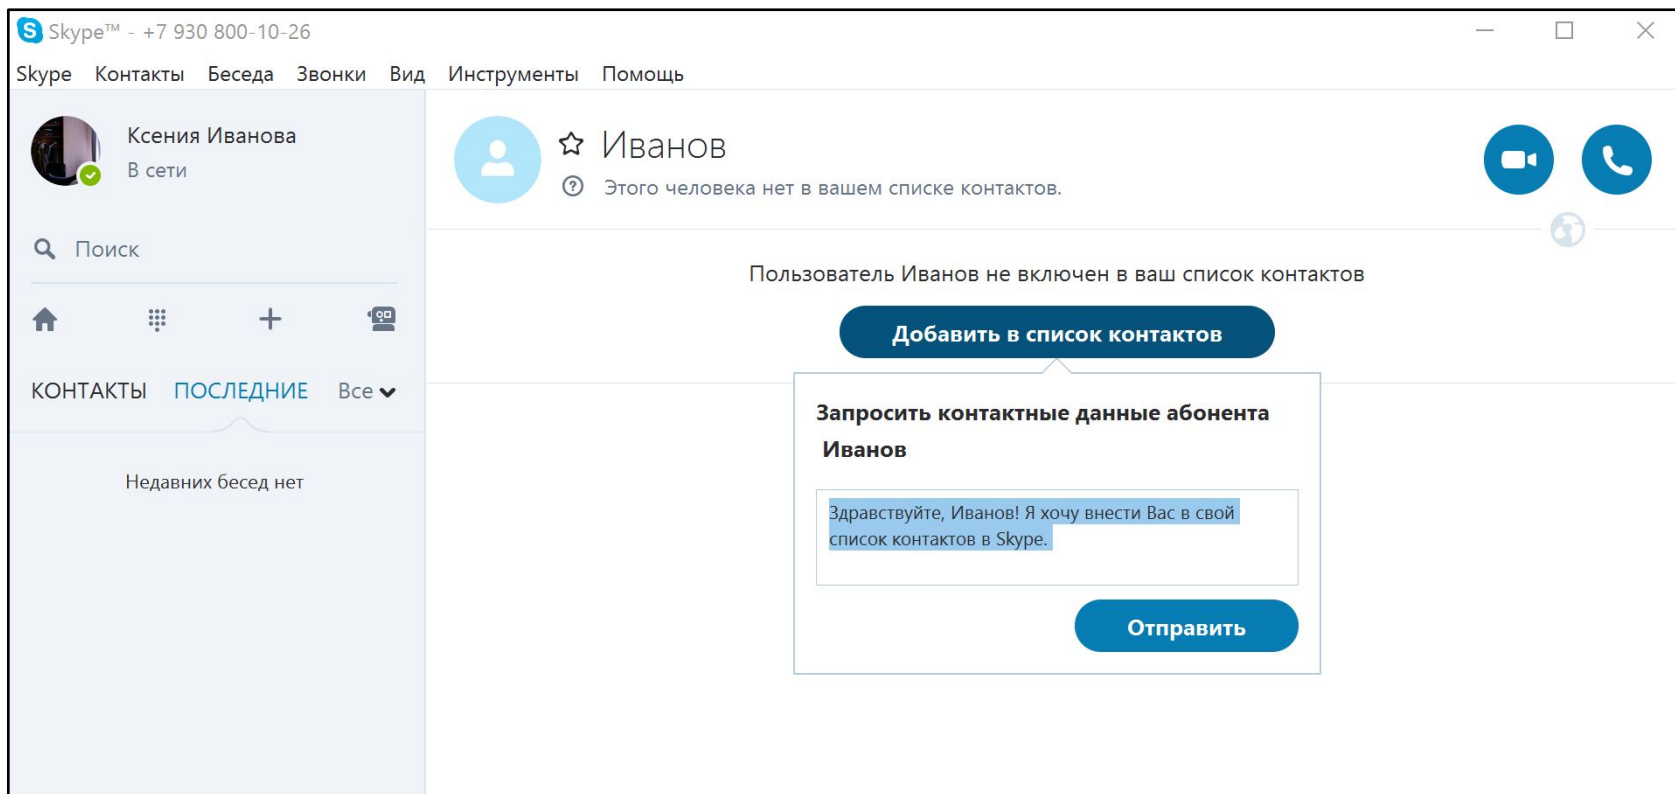 Skype™ - +7 930 800-10-26
Skype Контакты Беседа Звонки Вид Инструменты Помощь
Ксения Иванова
В сети
Поиск
КОНТАКТЫ ПОСЛЕДНИЕ Все
Недавних бесед нет
Иванов
Этого человека нет в вашем списке контактов.
Пользователь Иванов не включен в ваш список контактов
Добавить в список контактов
Запросить контактные данные абонента
Иванов
Здравствуйте, Иванов! Я хочу внести Вас в свой
список контактов в Skype.
Отправить